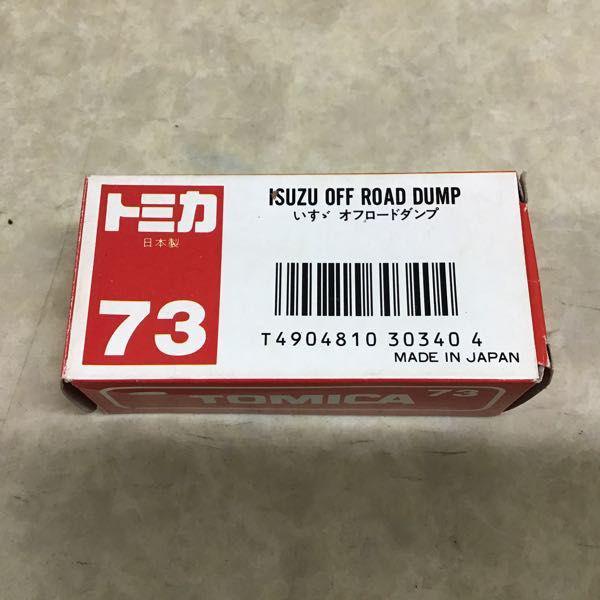 トミカ
日本製
73
ISUZU OFF ROAD DUMP
いすゞ オフロードダンプ
T4904810 30340 4
MADE IN JAPAN
TOMICA
73